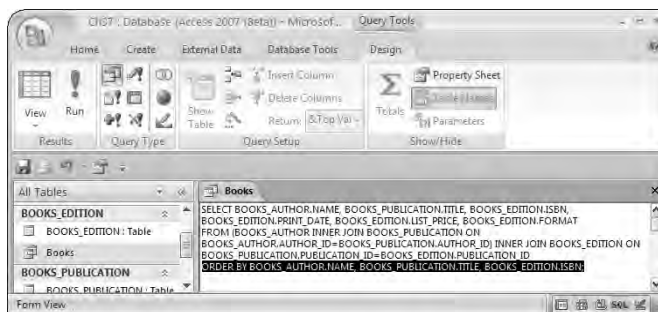 CH07 : Database (Access 2007 (Beta)) - Microsof...
Query Tools
Home Create External Data Database Tools Design
View
Run
Show
Table
Insert Column
Delete Columns
Return: &Top Val
Totals
Property Sheet
Table Names
Parameters
Results Query Type Query Setup Show/Hide
All Tables
Books
BOOKS_EDITION
BOOKS_EDITION : Table
Books
BOOKS_PUBLICATION
BOOKS_PUBLICATION : Table
SELECT BOOKS_AUTHOR.NAME, BOOKS_PUBLICATION.TITLE, BOOKS_EDITION.ISBN,
BOOKS_EDITION.PRINT_DATE, BOOKS_EDITION.LIST_PRICE, BOOKS_EDITION.FORMAT
FROM (BOOKS_AUTHOR INNER JOIN BOOKS_PUBLICATION ON
BOOKS_AUTHOR.AUTHOR_ID=BOOKS_PUBLICATION.AUTHOR_ID) INNER JOIN BOOKS_EDITION ON
BOOKS_PUBLICATION.PUBLICATION_ID=BOOKS_EDITION.PUBLICATION_ID
ORDER BY BOOKS_AUTHOR.NAME, BOOKS_PUBLICATION.TITLE, BOOKS_EDITION.ISBN;
Form View
SQL